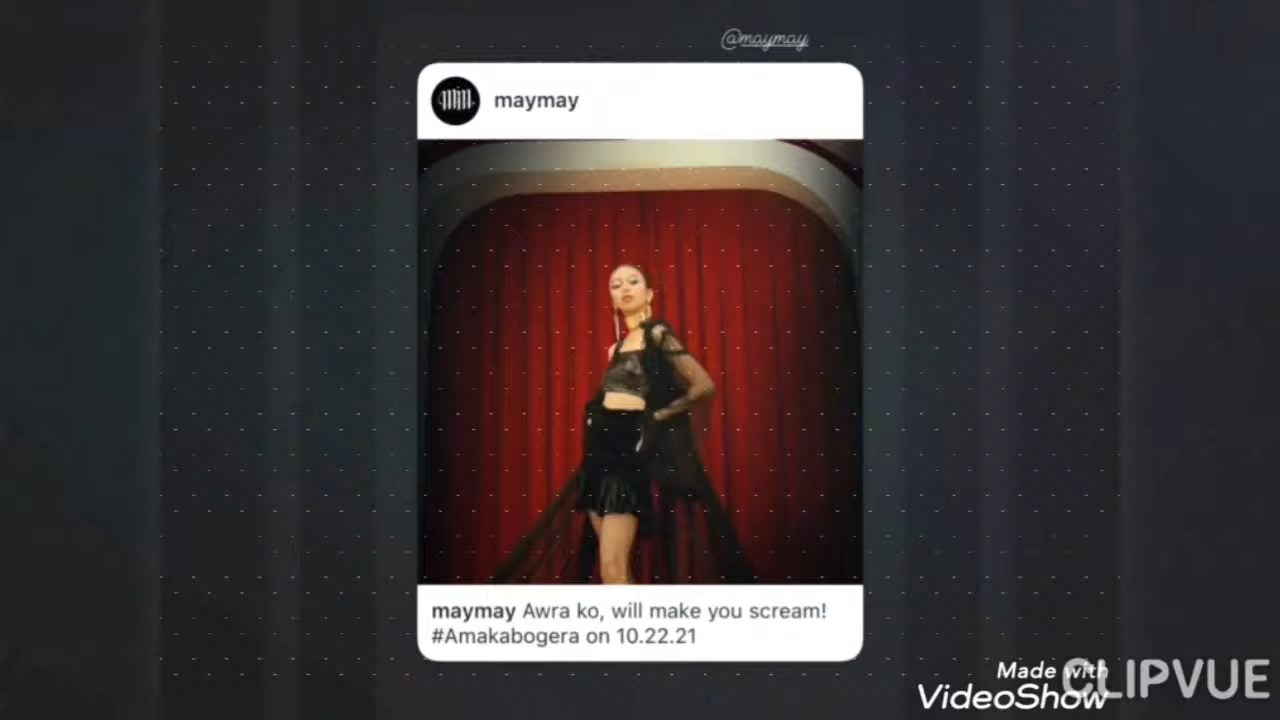 @maymay
maymay
maymay Awra ko, will make you scream!
#Amakabogera on 10.22.21
Made with
VideoShow
CLIPVUE